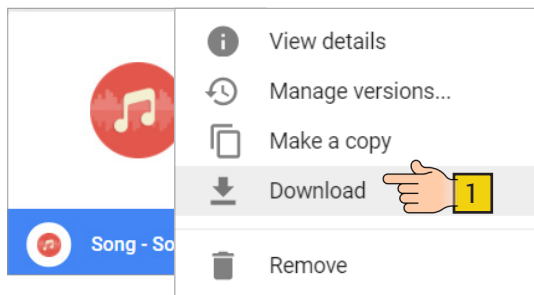 View details
Manage versions...
Make a copy
Download
1
Song - So
Remove